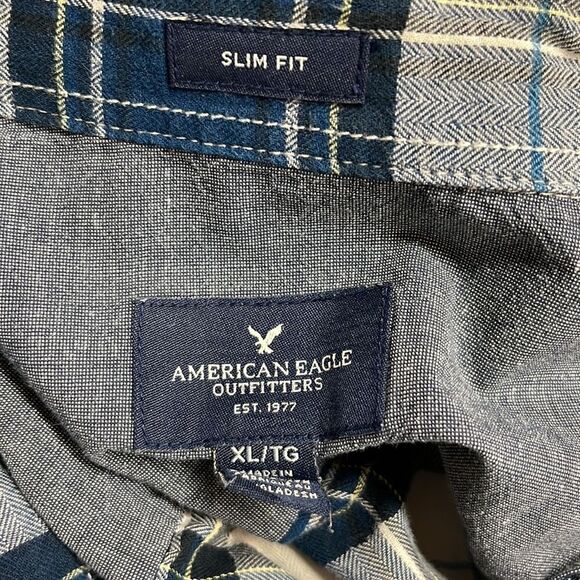 SLIM FIT
AMERICAN EAGLE
OUTFITTERS
EST. 1977
XL/TG
MADE IN